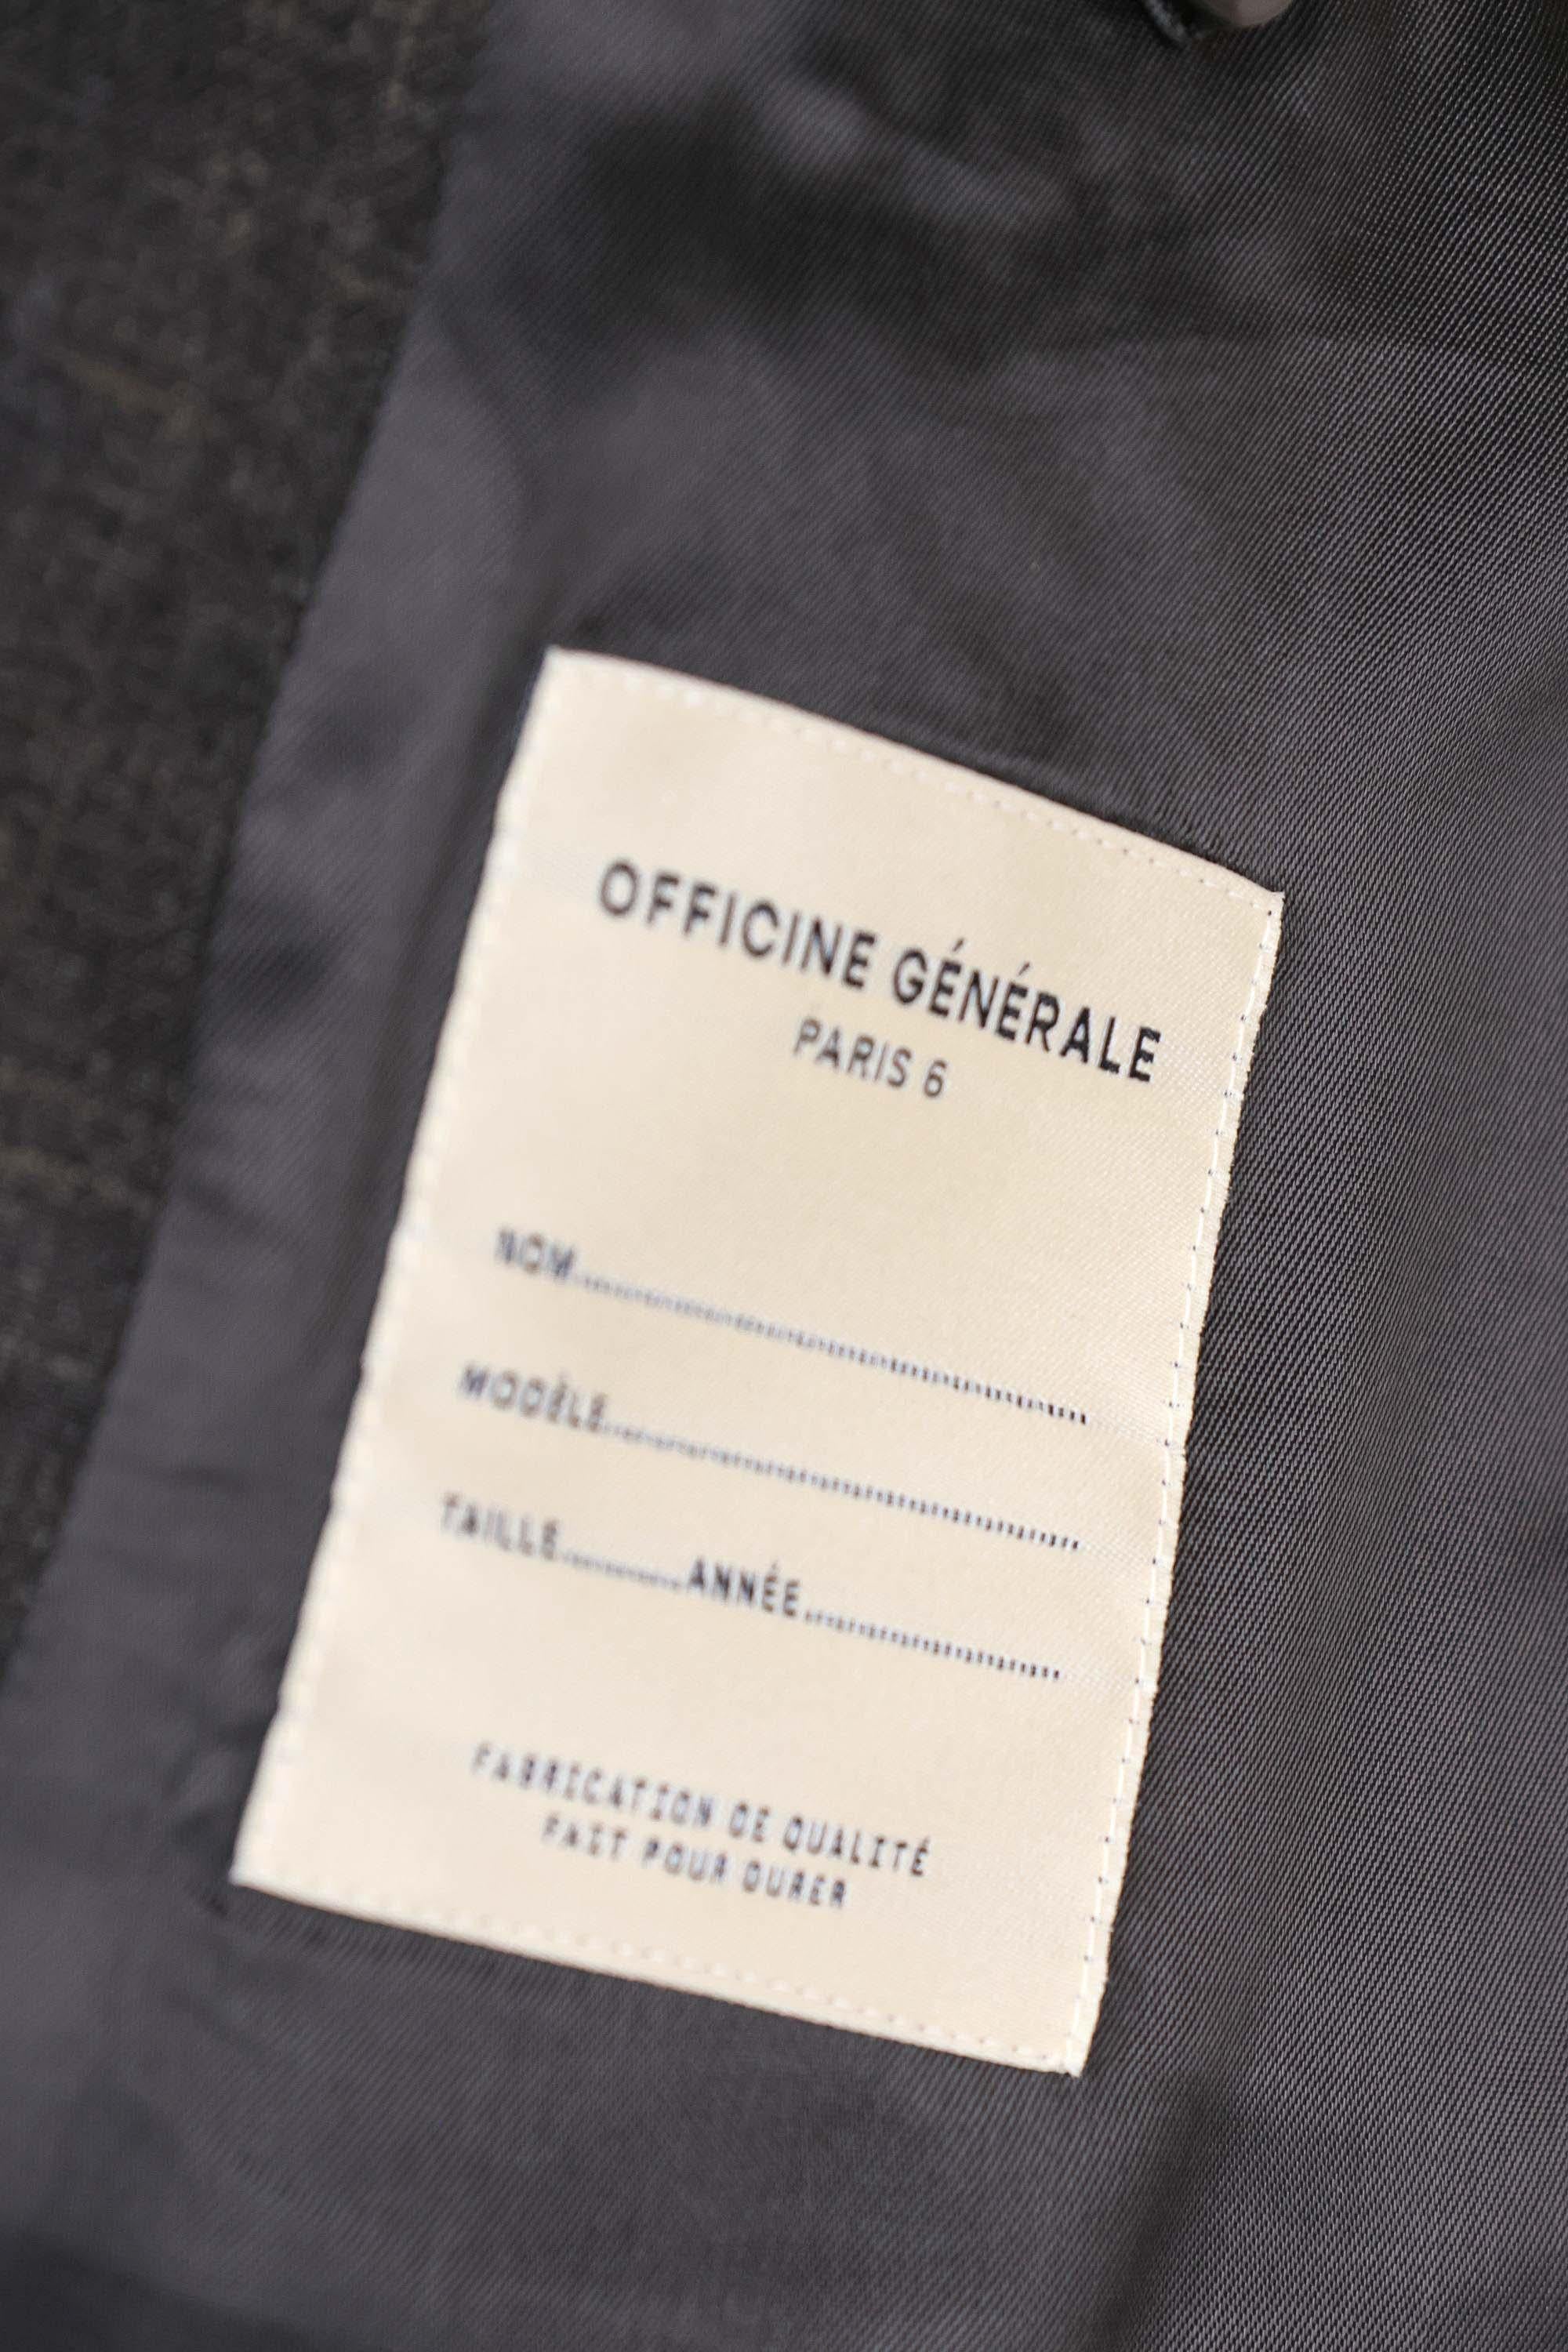 OFFICINE GÉNÉRALE
PARIS 6
NOM
MODÈLE
TAILLE ANNÉE
FABRICATION DE QUALITÉ
FAIT POUR DURER